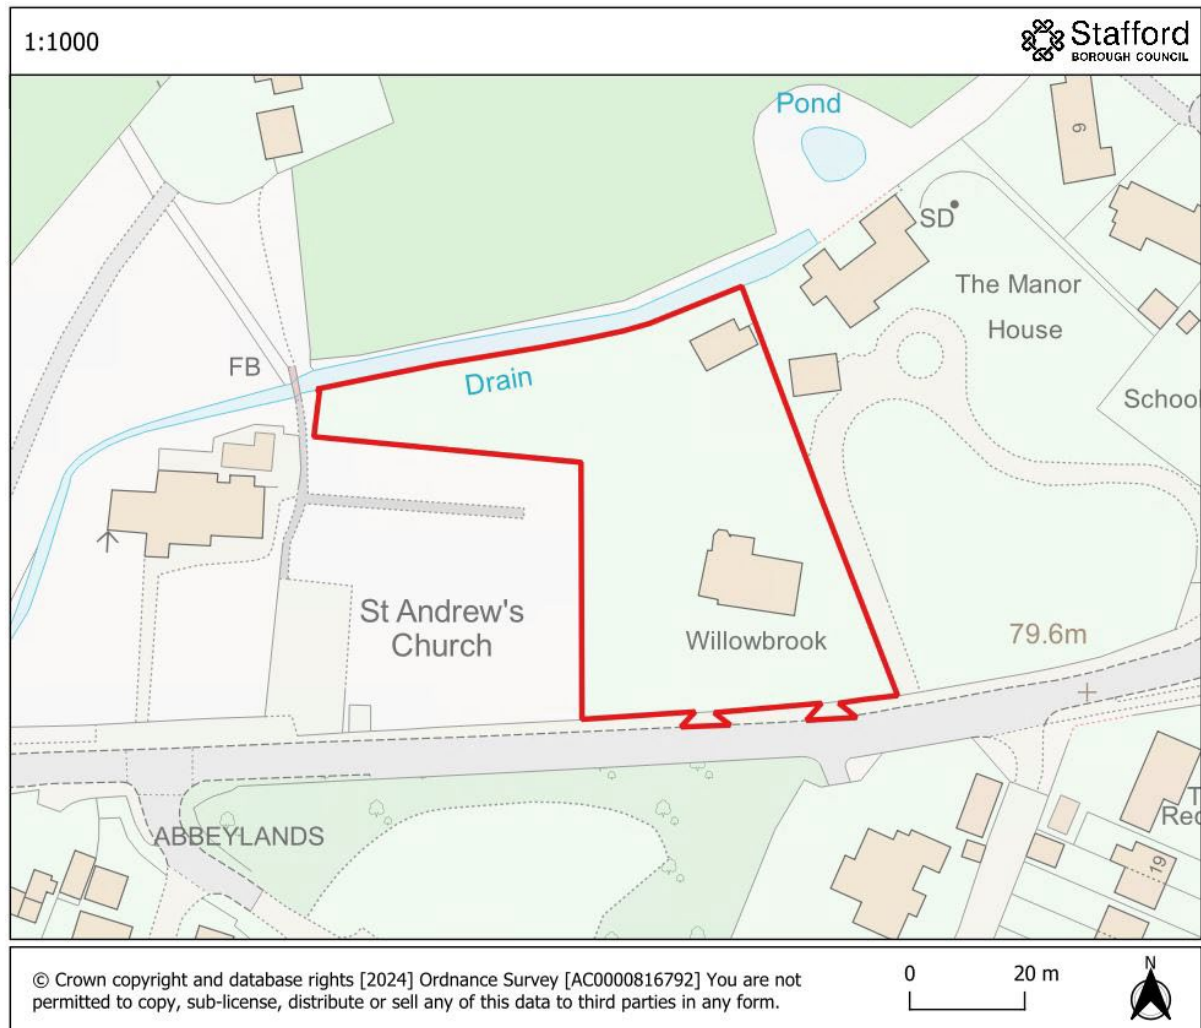 1:1000
Stafford
BOROUGH COUNCIL
Pond
9
SD
The Manor
House
FB
Drain
School
St Andrew's
Church
Willowbrook
79.6m
ABBEYLANDS
19
© Crown copyright and database rights [2024] Ordnance Survey [AC0000816792] You are not
permitted to copy, sub-license, distribute or sell any of this data to third parties in any form.
0 20 m
N